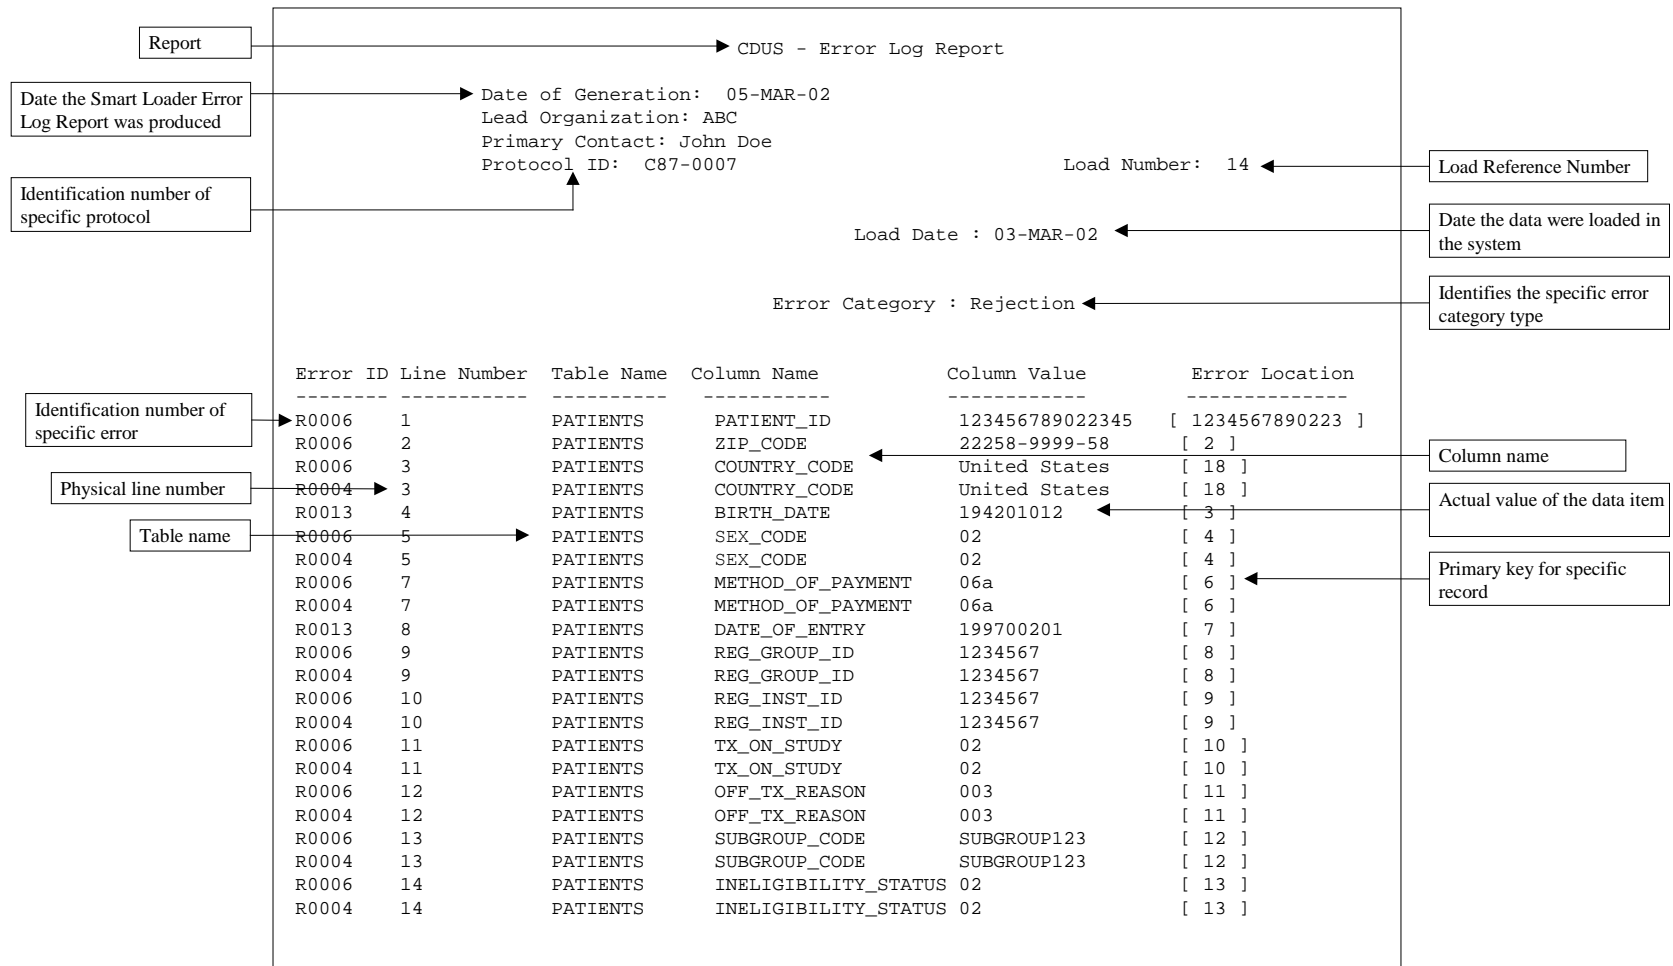 Report
CDUS - Error Log Report
Date the Smart Loader Error
Log Report was produced
Date of Generation: 05-MAR-02
Lead Organization: ABC
Primary Contact: John Doe
Protocol ID: C87-0007
Load Number: 14
Load Reference Number
Identification number of
specific protocol
Load Date : 03-MAR-02
Date the data were loaded in
the system
Error Category : Rejection
Identifies the specific error
category type
Error ID Line Number Table Name Column Name Column Value Error Location
-------- ----------- ---------- ----------- ------------ --------------
Identification number of
specific error
R0006 1 PATIENTS PATIENT_ID 123456789022345 [ 1234567890223 ]
R0006 2 PATIENTS ZIP_CODE 22258-9999-58 [ 2 ]
R0006 3 PATIENTS COUNTRY_CODE United States [ 18 ]
Column name
R0004 3 PATIENTS COUNTRY_CODE United States [ 18 ]
Physical line number
R0013 4 PATIENTS BIRTH_DATE 194201012 [ 3 ]
Actual value of the data item
R0006 5 PATIENTS SEX_CODE 02 [ 4 ]
Table name
R0004 5 PATIENTS SEX_CODE 02 [ 4 ]
R0006 7 PATIENTS METHOD_OF_PAYMENT 06a [ 6 ]
Primary key for specific
record
R0004 7 PATIENTS METHOD_OF_PAYMENT 06a [ 6 ]
R0013 8 PATIENTS DATE_OF_ENTRY 199700201 [ 7 ]
R0006 9 PATIENTS REG_GROUP_ID 1234567 [ 8 ]
R0004 9 PATIENTS REG_GROUP_ID 1234567 [ 8 ]
R0006 10 PATIENTS REG_INST_ID 1234567 [ 9 ]
R0004 10 PATIENTS REG_INST_ID 1234567 [ 9 ]
R0006 11 PATIENTS TX_ON_STUDY 02 [ 10 ]
R0004 11 PATIENTS TX_ON_STUDY 02 [ 10 ]
R0006 12 PATIENTS OFF_TX_REASON 003 [ 11 ]
R0004 12 PATIENTS OFF_TX_REASON 003 [ 11 ]
R0006 13 PATIENTS SUBGROUP_CODE SUBGROUP123 [ 12 ]
R0004 13 PATIENTS SUBGROUP_CODE SUBGROUP123 [ 12 ]
R0006 14 PATIENTS INELIGIBILITY_STATUS 02 [ 13 ]
R0004 14 PATIENTS INELIGIBILITY_STATUS 02 [ 13 ]